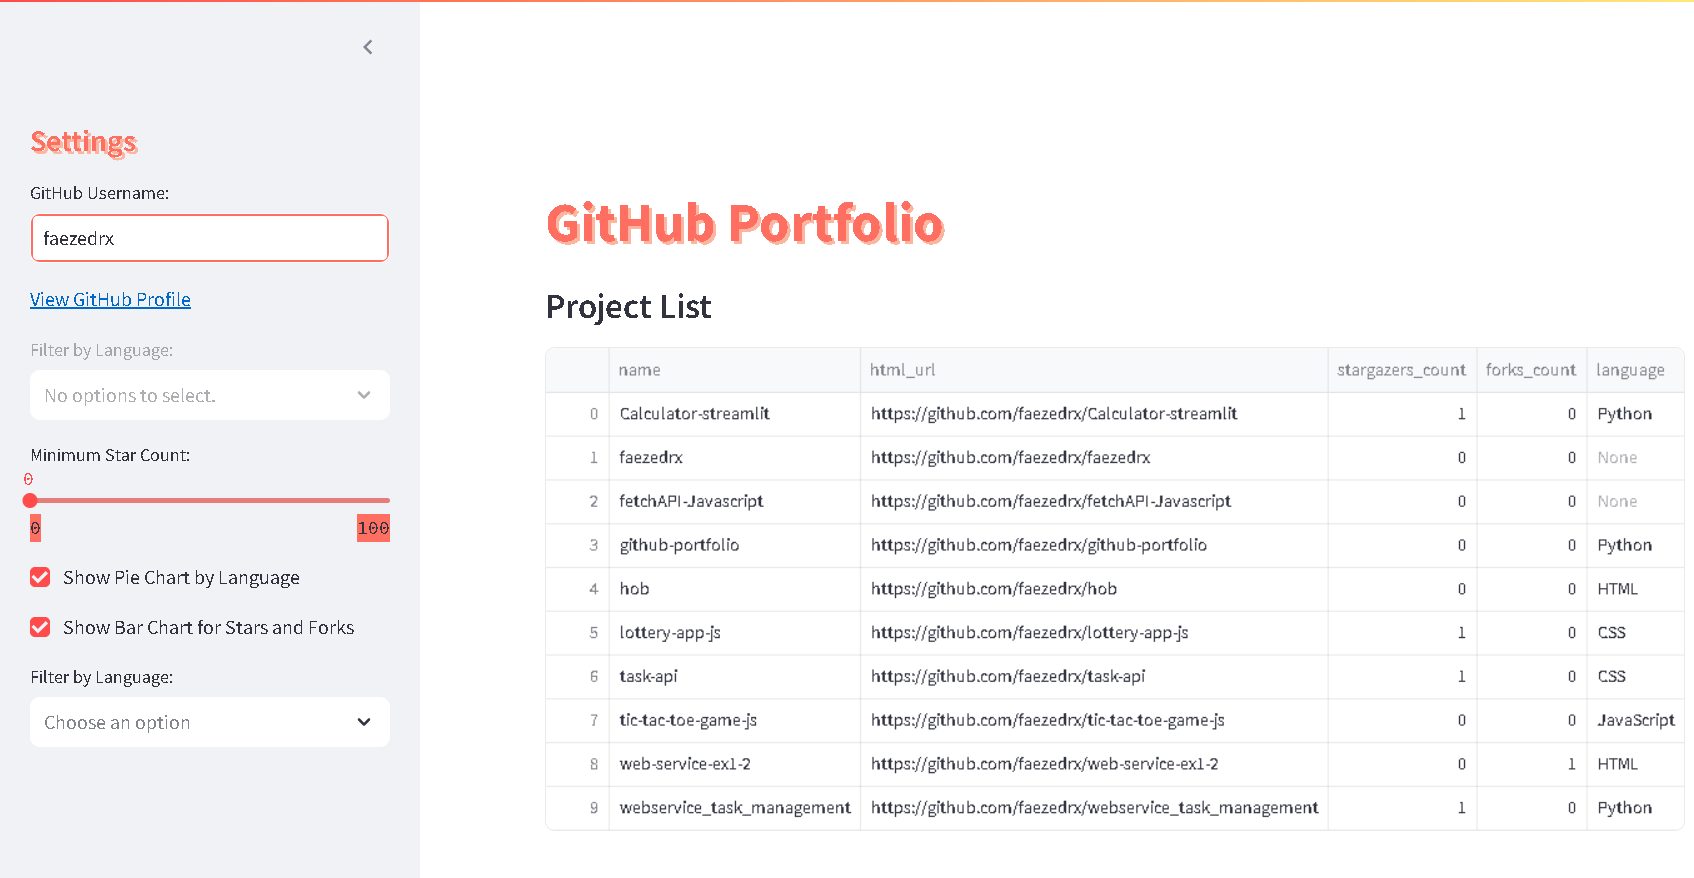 Settings
GitHub Username:
faezedrx
View GitHub Profile
Filter by Language:
No options to select.
Minimum Star Count:
0
0 100
Show Pie Chart by Language
Show Bar Chart for Stars and Forks
Filter by Language:
Choose an option
GitHub Portfolio
Project List
name html_url stargazers_count forks_count language
0 Calculator-streamlit https://github.com/faezedrx/Calculator-streamlit 1 0 Python
1 faezedrx https://github.com/faezedrx/faezedrx 0 0 None
2 fetchAPI-Javascript https://github.com/faezedrx/fetchAPI-Javascript 0 0 None
3 github-portfolio https://github.com/faezedrx/github-portfolio 0 0 Python
4 hob https://github.com/faezedrx/hob 0 0 HTML
5 lottery-app-js https://github.com/faezedrx/lottery-app-js 1 0 CSS
6 task-api https://github.com/faezedrx/task-api 1 0 CSS
7 tic-tac-toe-game-js https://github.com/faezedrx/tic-tac-toe-game-js 0 0 JavaScript
8 web-service-ex1-2 https://github.com/faezedrx/web-service-ex1-2 0 1 HTML
9 webservice_task_management https://github.com/faezedrx/webservice_task_management 1 0 Python